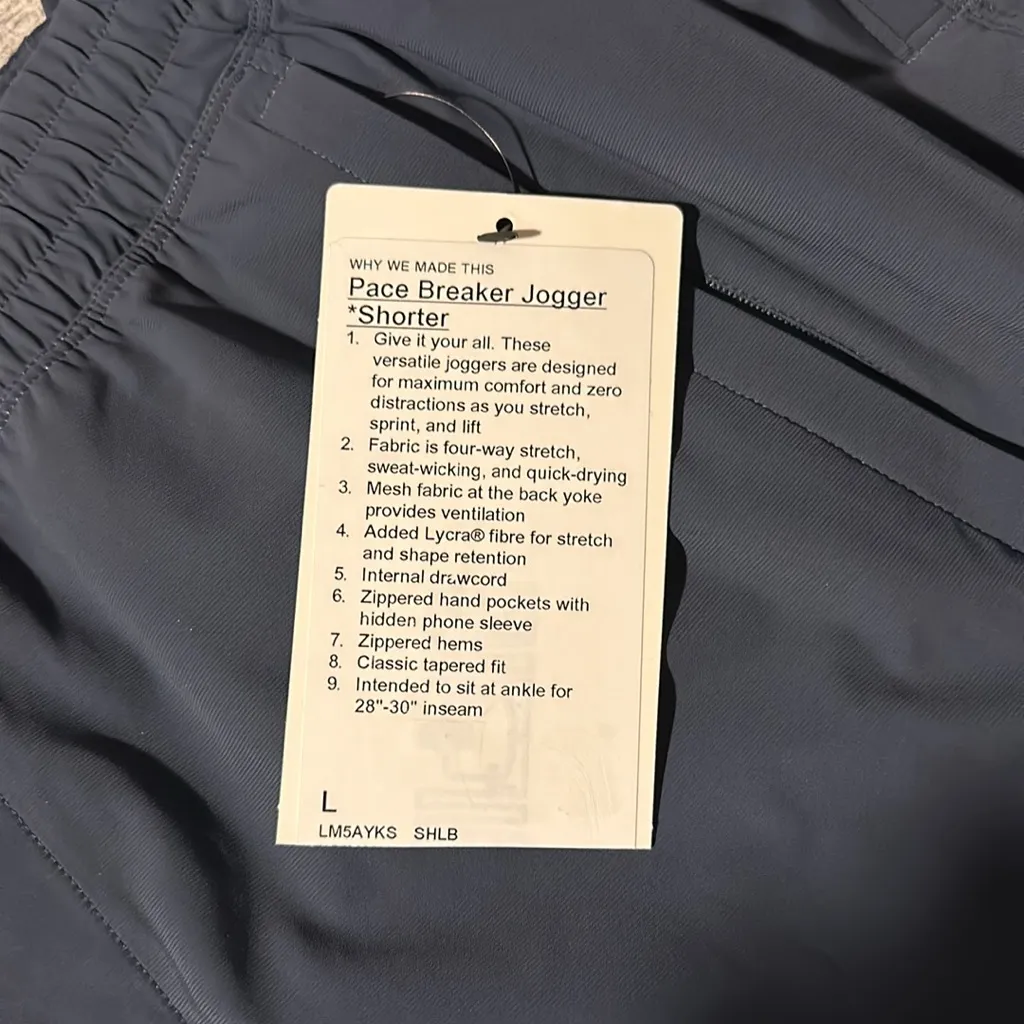 WHY WE MADE THIS
Pace Breaker Jogger
*Shorter
1. Give it your all. These
versatile joggers are designed
for maximum comfort and zero
distractions as you stretch,
sprint, and lift
2. Fabric is four-way stretch,
sweat-wicking, and quick-drying
3. Mesh fabric at the back yoke
provides ventilation
4. Added Lycra® fibre for stretch
and shape retention
5. Internal drawcord
6. Zippered hand pockets with
hidden phone sleeve
7. Zippered hems
8. Classic tapered fit
9. Intended to sit at ankle for
28"-30" inseam
L
LM5AYKS SHLB